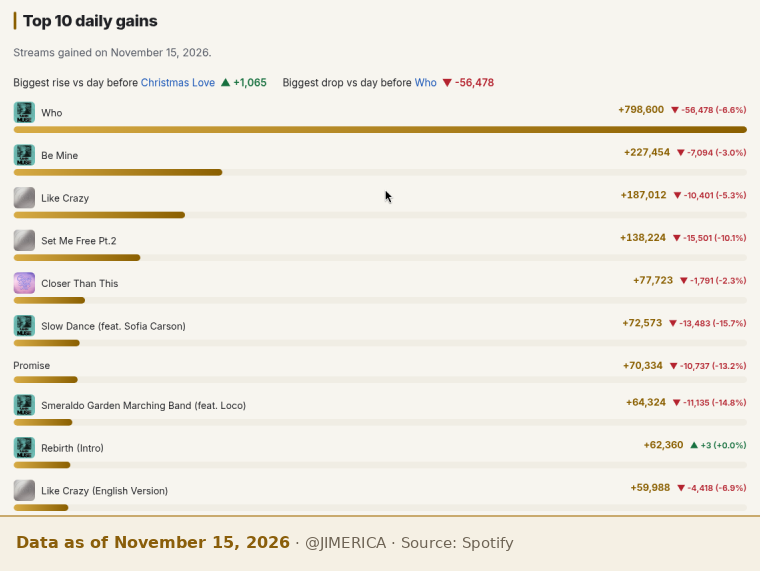 Top 10 daily gains
Streams gained on November 15, 2026.
Biggest rise vs day before Christmas Love ▲ +1,065 Biggest drop vs day before Who ▼ -56,478
Who +798,600 ▼ -56,478 (-6.6%)
Be Mine +227,454 ▼ -7,094 (-3.0%)
Like Crazy +187,012 ▼ -10,401 (-5.3%)
Set Me Free Pt.2 +138,224 ▼ -15,501 (-10.1%)
Closer Than This +77,723 ▼ -1,791 (-2.3%)
Slow Dance (feat. Sofia Carson) +72,573 ▼ -13,483 (-15.7%)
Promise +70,334 ▼ -10,737 (-13.2%)
Smeraldo Garden Marching Band (feat. Loco) +64,324 ▼ -11,135 (-14.8%)
Rebirth (Intro) +62,360 ▲ +3 (+0.0%)
Like Crazy (English Version) +59,988 ▼ -4,418 (-6.9%)
Data as of November 15, 2026 · @JIMERICA · Source: Spotify